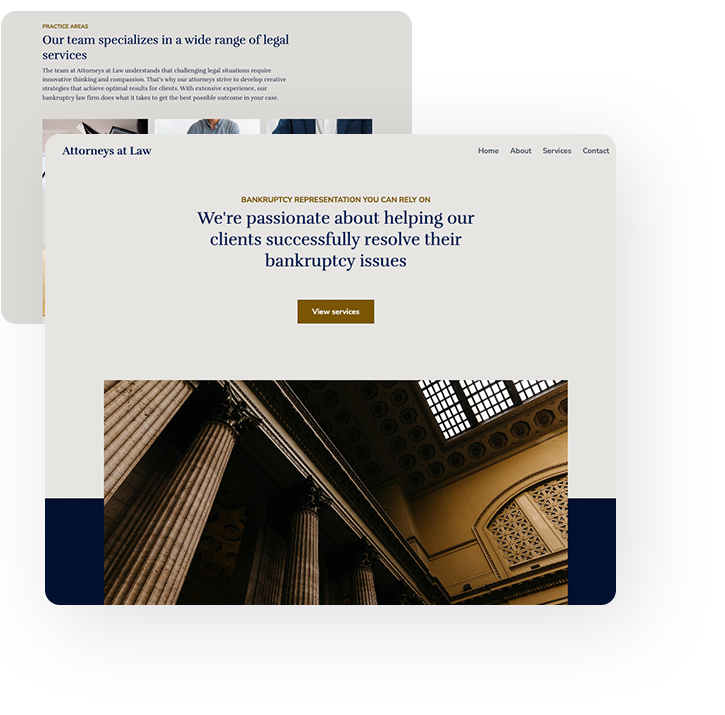 PRACTICE AREAS
Our team specializes in a wide range of legal
services
The team at Attorneys at Law understands that challenging legal situations require
innovative thinking and compassion. That's why our attorneys strive to develop creative
strategies that achieve optimal results for clients. With extensive experience, our
bankruptcy law firm does what it takes to get the best possible outcome in your case.
Attorneys at Law
Home About Services Contact
BANKRUPTCY REPRESENTATION YOU CAN RELY ON
We're passionate about helping our
clients successfully resolve their
bankruptcy issues
View services